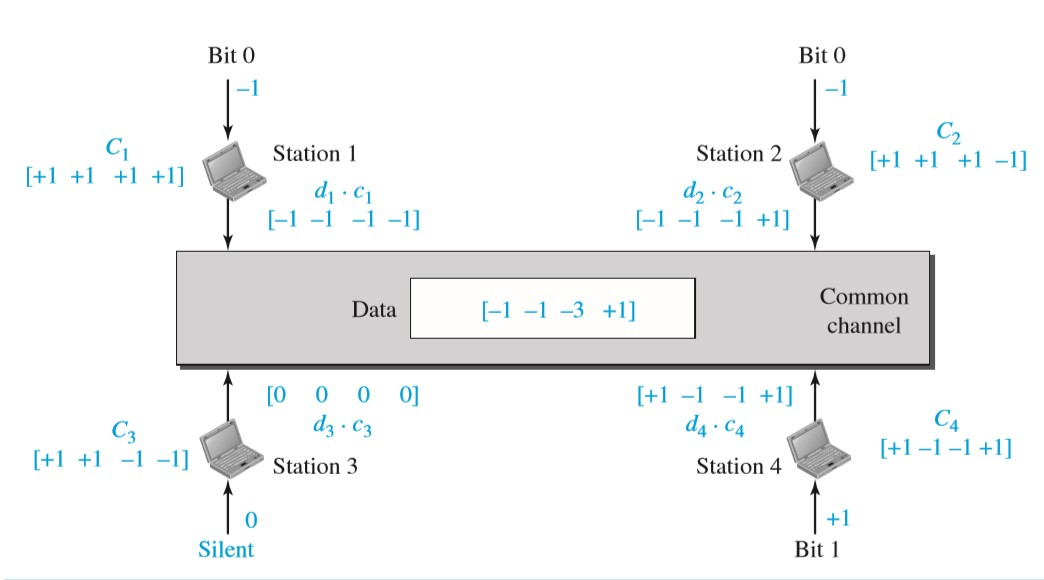 Bit 0
Bit 0
–1
–1
C1
[+1 +1 +1 +1]
Station 1
Station 2
C2
[+1 +1 +1 –1]
d1 · c1
[–1 –1 –1 –1]
d2 · c2
[–1 –1 –1 +1]
Data
[–1 –1 –3 +1]
Common
channel
[0 0 0 0]
d3 · c3
[+1 –1 –1 +1]
d4 · c4
C3
[+1 +1 –1 –1]
Station 3
Station 4
C4
[+1 –1 –1 +1]
0
Silent
+1
Bit 1